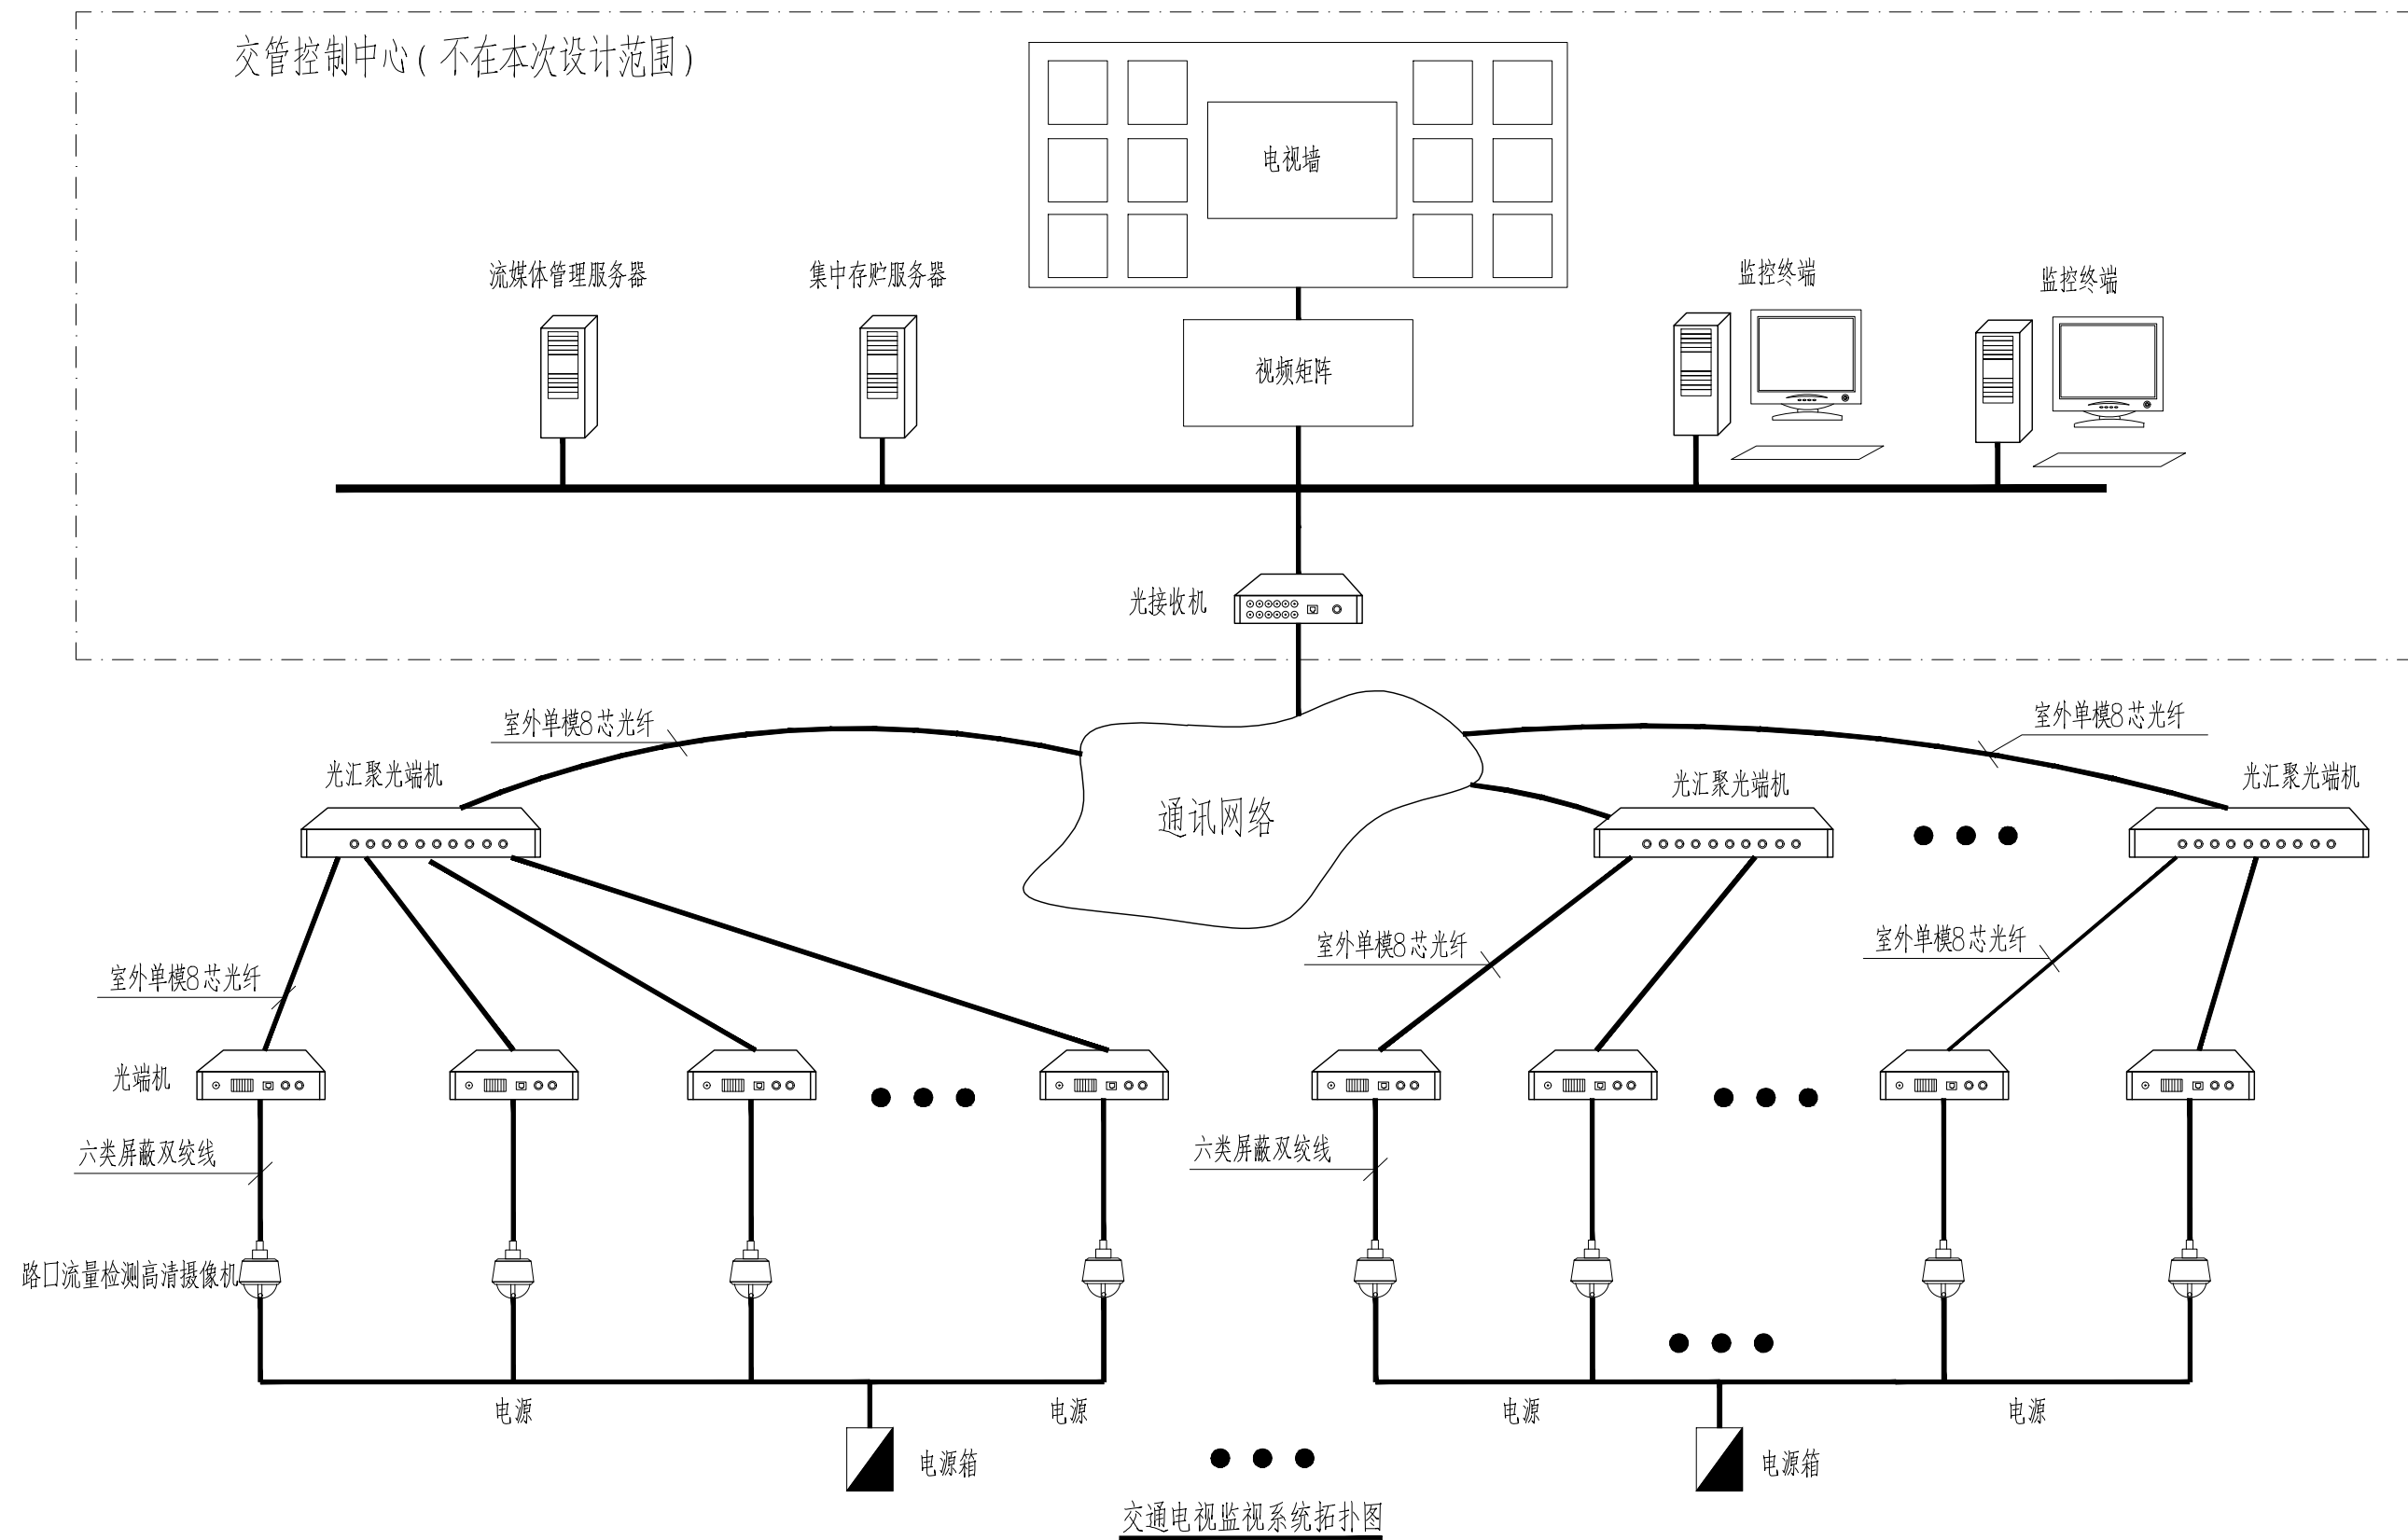 交管控制中心(不在本次设计范围)
电视墙
流媒体管理服务器
集中存贮服务器
监控终端
监控终端
视频矩阵
光接收机
室外单模8芯光纤
室外单模8芯光纤
光汇聚光端机
光汇聚光端机
光汇聚光端机
通讯网络
室外单模8芯光纤
室外单模8芯光纤
室外单模8芯光纤
光端机
六类屏蔽双绞线
六类屏蔽双绞线
路口流量检测高清摄像机
电源
电源
电源
电源
电源箱
电源箱
交通电视监视系统拓扑图